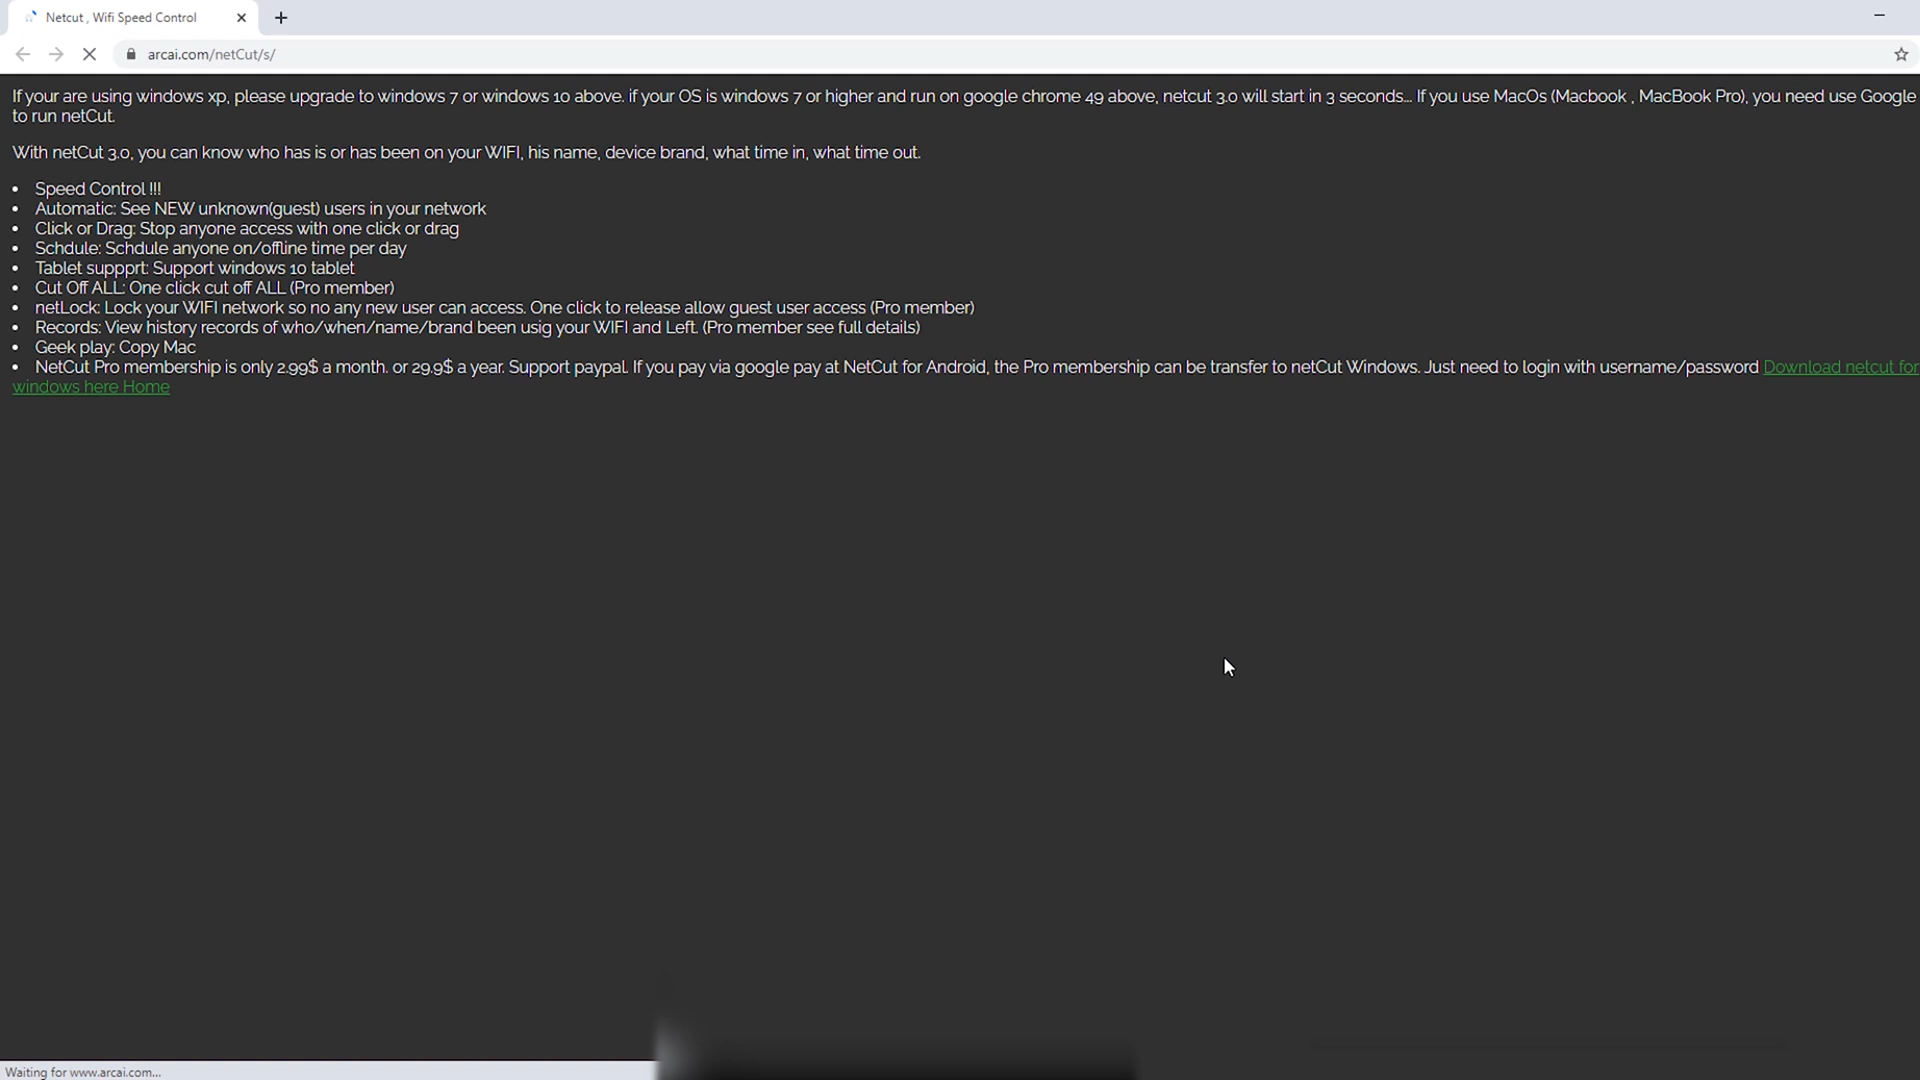 Netcut , Wifi Speed Control
arcai.com/netCut/s/
If your are using windows xp, please upgrade to windows 7 or windows 10 above. if your OS is windows 7 or higher and run on google chrome 49 above, netcut 3.0 will start in 3 seconds... If you use MacOs (Macbook , MacBook Pro), you need use Google
to run netCut.
With netCut 3.0, you can know who has is or has been on your WIFI, his name, device brand, what time in, what time out.
• Speed Control !!!
• Automatic: See NEW unknown(guest) users in your network
• Click or Drag: Stop anyone access with one click or drag
• Schdule: Schdule anyone on/offline time per day
• Tablet suppprt: Support windows 10 tablet
• Cut Off ALL: One click cut off ALL (Pro member)
• netLock: Lock your WIFI network so no any new user can access. One click to release allow guest user access (Pro member)
• Records: View history records of who/when/name/brand been usig your WIFI and Left. (Pro member see full details)
• Geek play: Copy Mac
• NetCut Pro membership is only 2.99$ a month. or 29.9$ a year. Support paypal. If you pay via google pay at NetCut for Android, the Pro membership can be transfer to netCut Windows. Just need to login with username/password Download netcut for
windows here Home
Waiting for www.arcai.com...